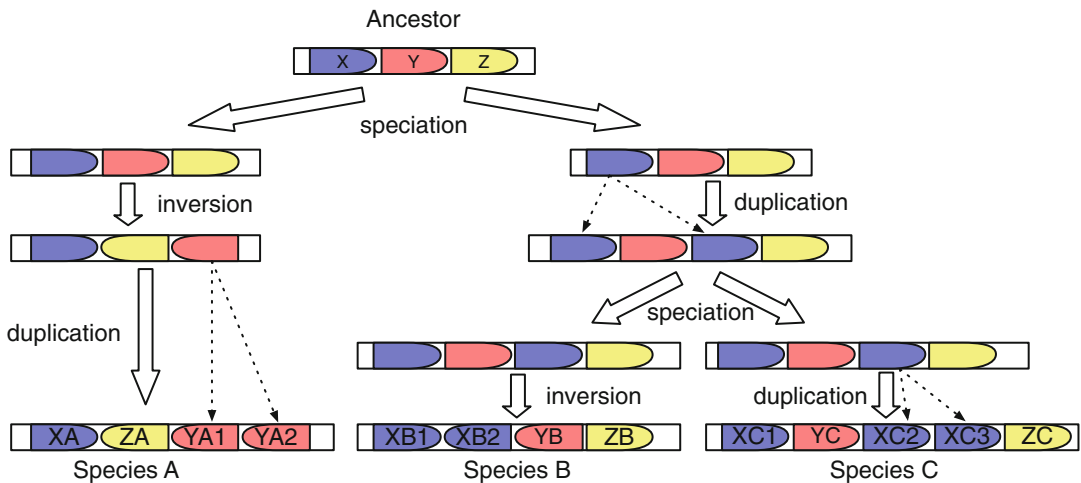 Ancestor
X Y Z
speciation
inversion
duplication
duplication
speciation
inversion
duplication
XA ZA YA1 YA2
XB1 XB2 YB ZB
XC1 YC XC2 XC3 ZC
Species A
Species B
Species C